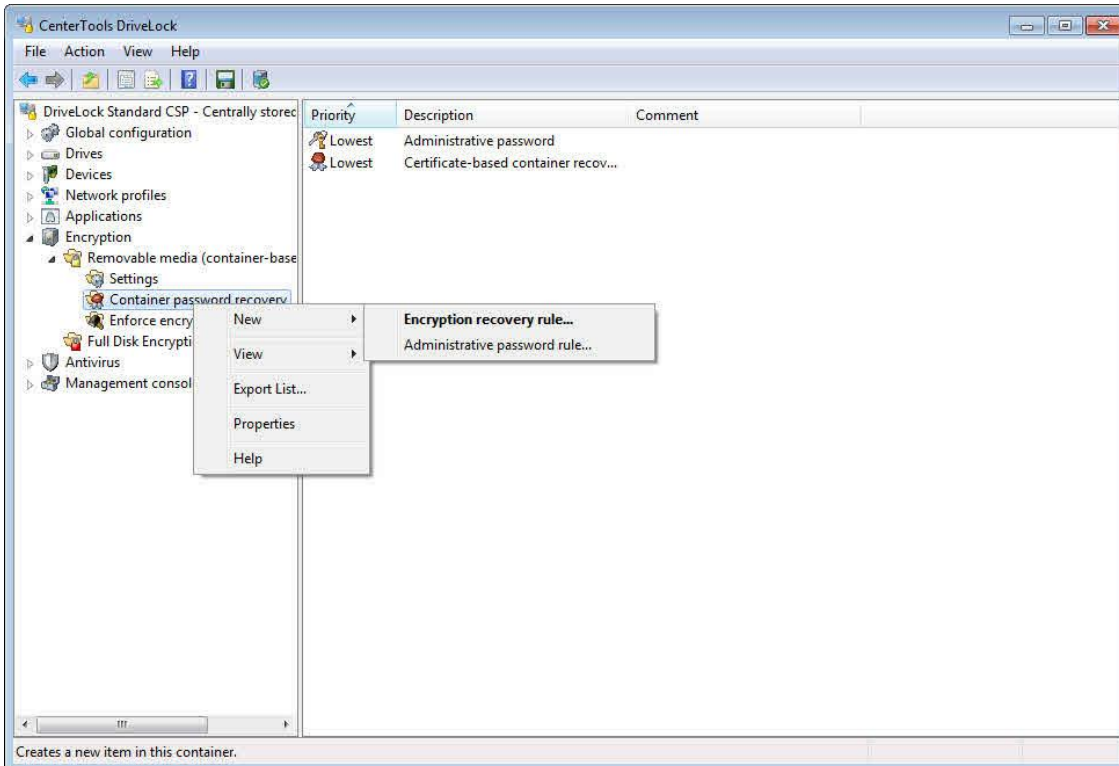 CenterTools DriveLock
File Action View Help
DriveLock Standard CSP - Centrally stored
Global configuration
Drives
Devices
Network profiles
Applications
Encryption
Removable media (container-base
Settings
Container password recovery
Enforce encry
Full Disk Encrypti
Antivirus
Management consol
Priority Description Comment
Lowest Administrative password
Lowest Certificate-based container recov...
New
View
Export List...
Properties
Help
Encryption recovery rule...
Administrative password rule...
Creates a new item in this container.